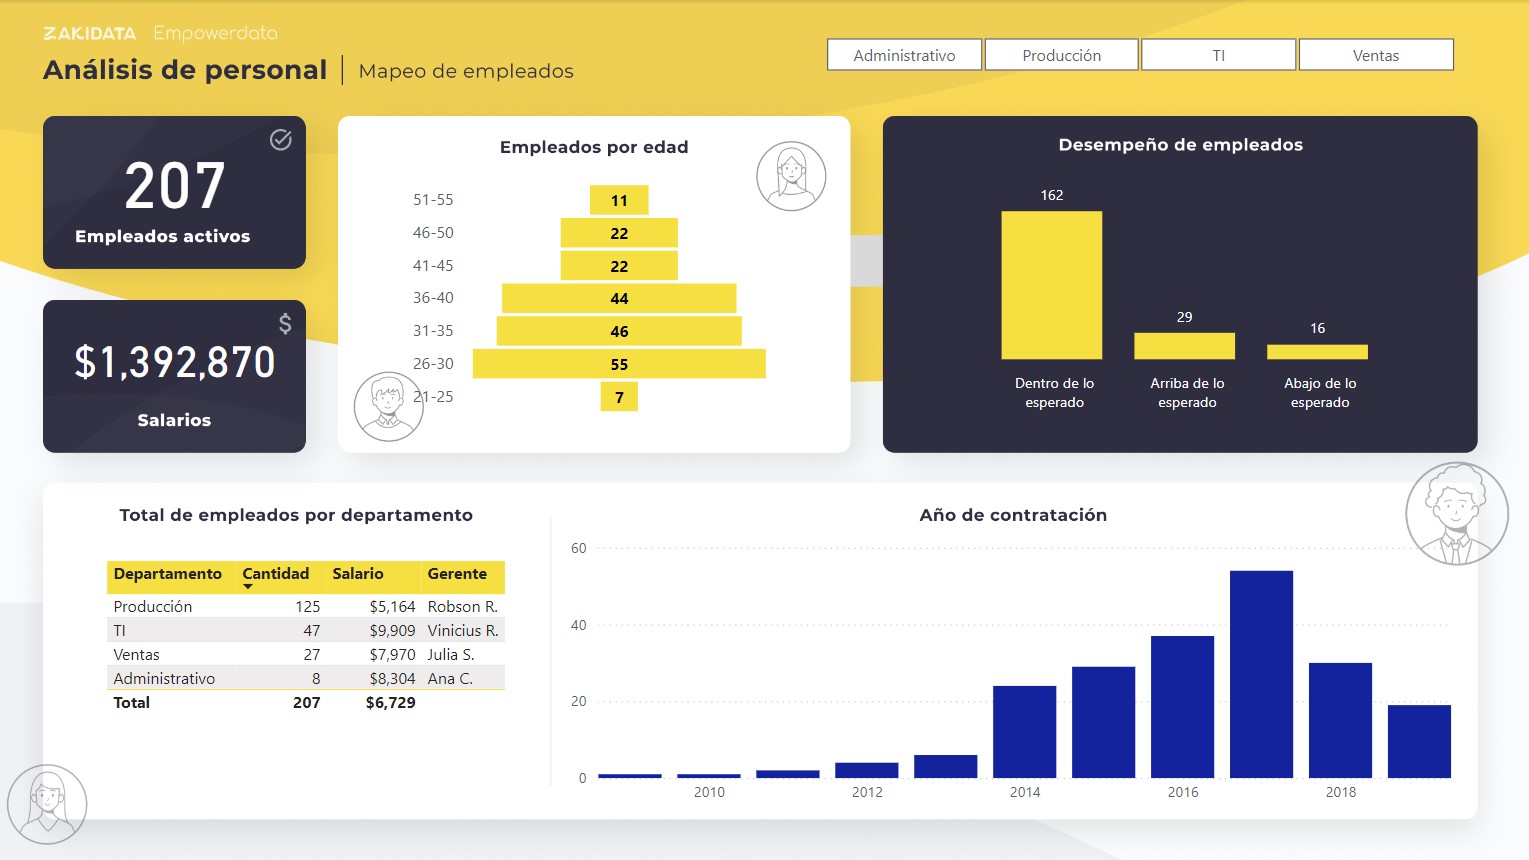 ZAKIDATA Empowerdata
Análisis de personal | Mapeo de empleados
Administrativo Producción TI Ventas
207
Empleados activos
$
$1,392,870
Salarios
Empleados por edad
51-55 11
46-50 22
41-45 22
36-40 44
31-35 46
26-30 55
21-25 7
Desempeño de empleados
162
29
16
Dentro de lo
esperado
Arriba de lo
esperado
Abajo de lo
esperado
Total de empleados por departamento
Departamento Cantidad Salario Gerente
Producción 125 $5,164 Robson R.
TI 47 $9,909 Vinicius R.
Ventas 27 $7,970 Julia S.
Administrativo 8 $8,304 Ana C.
Total 207 $6,729
Año de contratación
60
40
20
0
2010 2012 2014 2016 2018